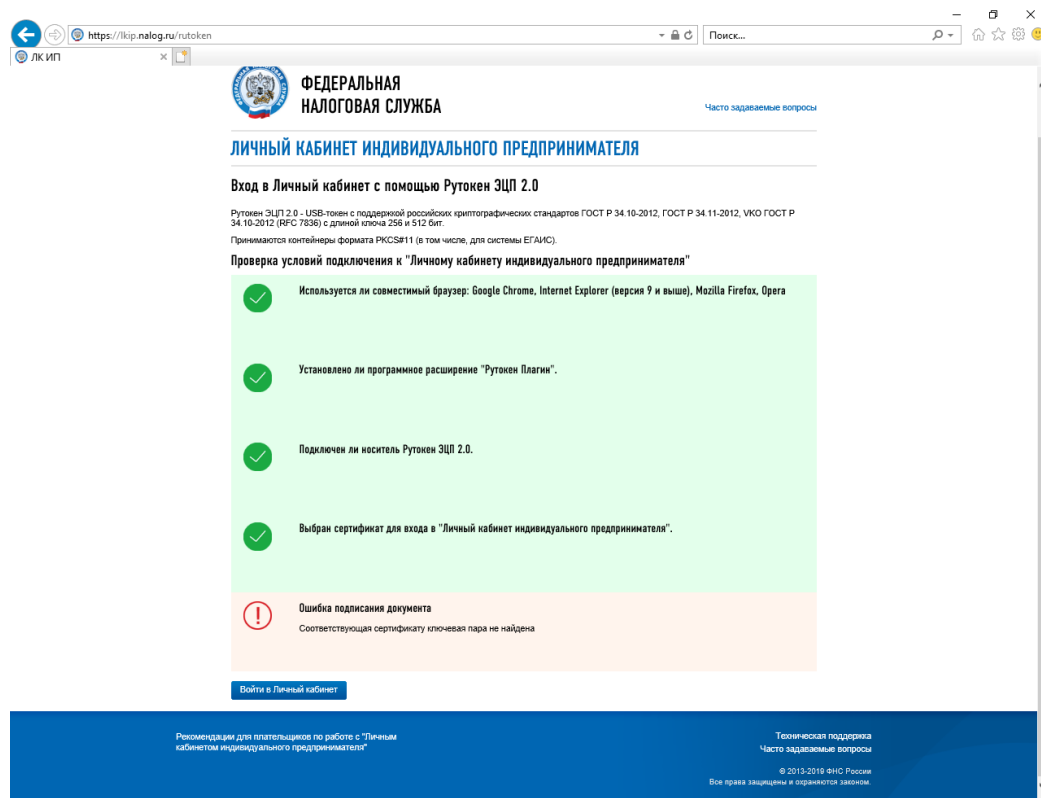 https://lkip.nalog.ru/rutoken
Поиск...
ЛК ИП
ФЕДЕРАЛЬНАЯ
НАЛОГОВАЯ СЛУЖБА
Часто задаваемые вопросы
ЛИЧНЫЙ КАБИНЕТ ИНДИВИДУАЛЬНОГО ПРЕДПРИНИМАТЕЛЯ
Вход в Личный кабинет с помощью Рутокен ЭЦП 2.0
Рутокен ЭЦП 2.0 - USB-токен с поддержкой российских криптографических стандартов ГОСТ Р 34.10-2012, ГОСТ Р 34.11-2012, VKO ГОСТ Р
34.10-2012 (RFC 7836) с длиной ключа 256 и 512 бит.
Принимаются контейнеры формата PKCS#11 (в том числе, для системы ЕГАИС).
Проверка условий подключения к "Личному кабинету индивидуального предпринимателя"
Используется ли совместимый браузер: Google Chrome, Internet Explorer (версия 9 и выше), Mozilla Firefox, Opera
Установлено ли программное расширение "Рутокен Плагин".
Подключен ли носитель Рутокен ЭЦП 2.0.
Выбран сертификат для входа в "Личный кабинет индивидуального предпринимателя".
Ошибка подписания документа
Соответствующая сертификату ключевая пара не найдена
Войти в Личный кабинет
Рекомендации для плательщиков по работе с "Личным
кабинетом индивидуального предпринимателя"
Техническая поддержка
Часто задаваемые вопросы
© 2013-2019 ФНС России
Все права защищены и охраняются законом.